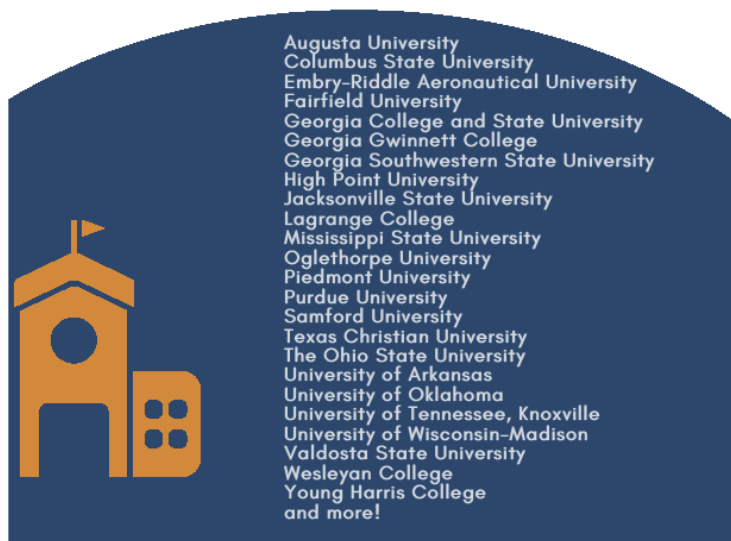 Augusta University
Columbus State University
Embry-Riddle Aeronautical University
Fairfield University
Georgia College and State University
Georgia Gwinnett College
Georgia Southwestern State University
High Point University
Jacksonville State University
Lagrange College
Mississippi State University
Oglethorpe University
Piedmont University
Purdue University
Samford University
Texas Christian University
The Ohio State University
University of Arkansas
University of Oklahoma
University of Tennessee, Knoxville
University of Wisconsin-Madison
Valdosta State University
Wesleyan College
Young Harris College
and more!